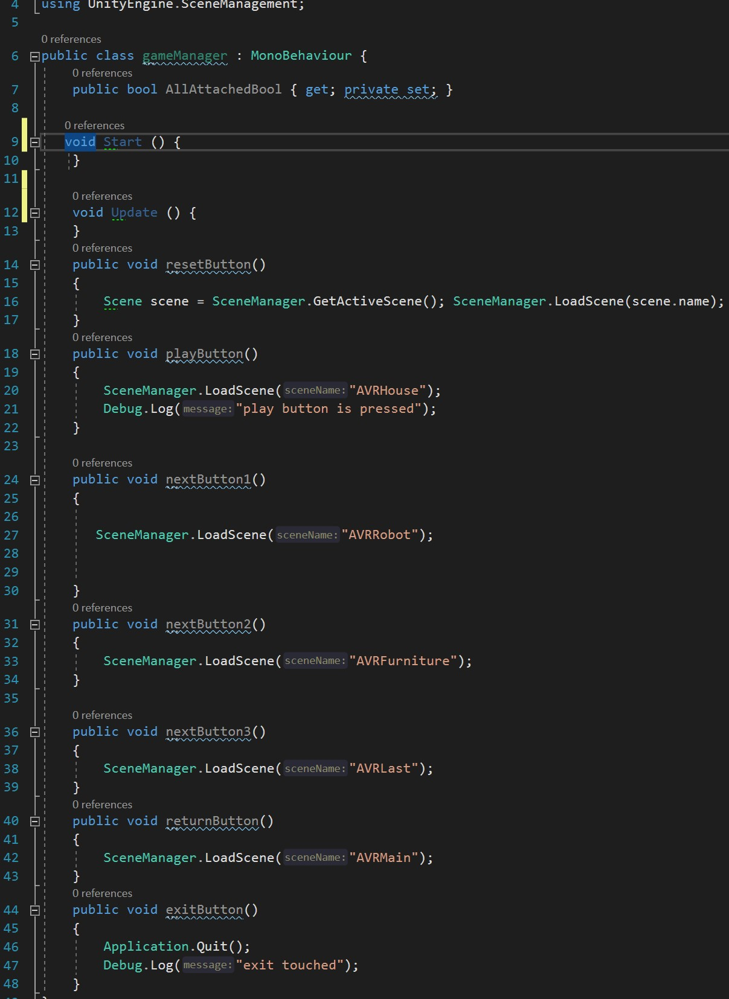 4 using UnityEngine.SceneManagement;
5
0 references
6 public class gameManager : MonoBehaviour {
0 references
7 public bool AllAttachedBool { get; private set; }
8
0 references
9 void Start () {
10 }
11
0 references
12 void Update () {
13 }
0 references
14 public void resetButton()
15 {
16 Scene scene = SceneManager.GetActiveScene(); SceneManager.LoadScene(scene.name);
17 }
0 references
18 public void playButton()
19 {
20 SceneManager.LoadScene(sceneName:"AVRHouse");
21 Debug.Log(message:"play button is pressed");
22 }
23
0 references
24 public void nextButton1()
25 {
26
27 SceneManager.LoadScene(sceneName:"AVRRobot");
28
29
30 }
0 references
31 public void nextButton2()
32 {
33 SceneManager.LoadScene(sceneName:"AVRFurniture");
34 }
35
0 references
36 public void nextButton3()
37 {
38 SceneManager.LoadScene(sceneName:"AVRLast");
39 }
0 references
40 public void returnButton()
41 {
42 SceneManager.LoadScene(sceneName:"AVRMain");
43 }
0 references
44 public void exitButton()
45 {
46 Application.Quit();
47 Debug.Log(message:"exit touched");
48 }